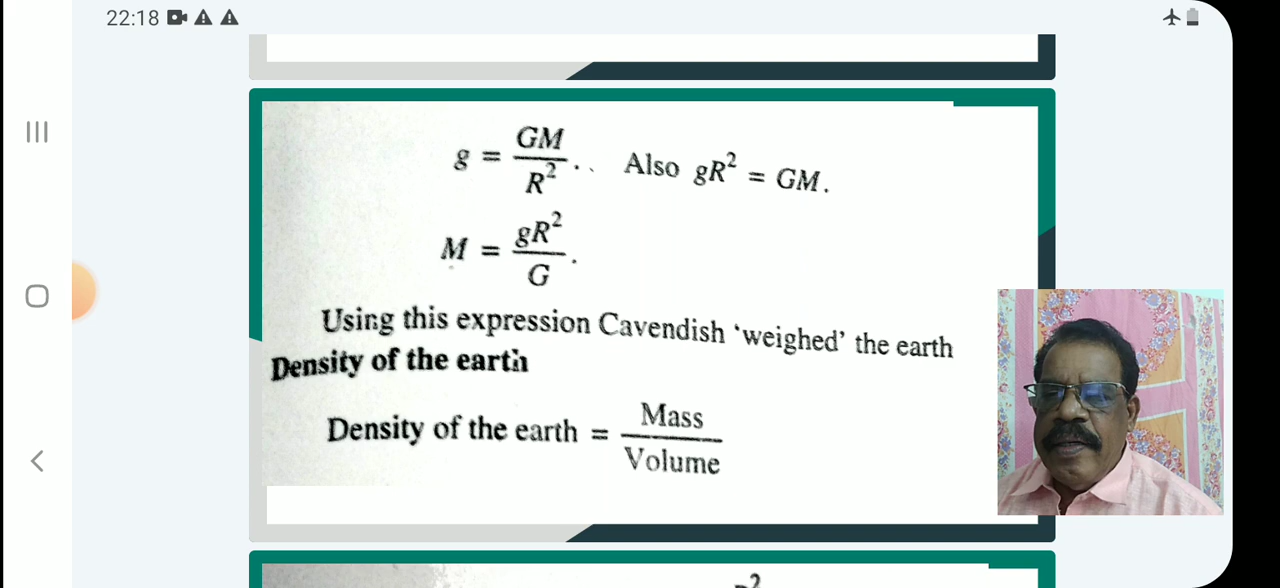 22:18
g = GM/R². Also gR² = GM.
M = gR²/G.
Using this expression Cavendish ‘weighed’ the earth
Density of the earth
Density of the earth = Mass/Volume